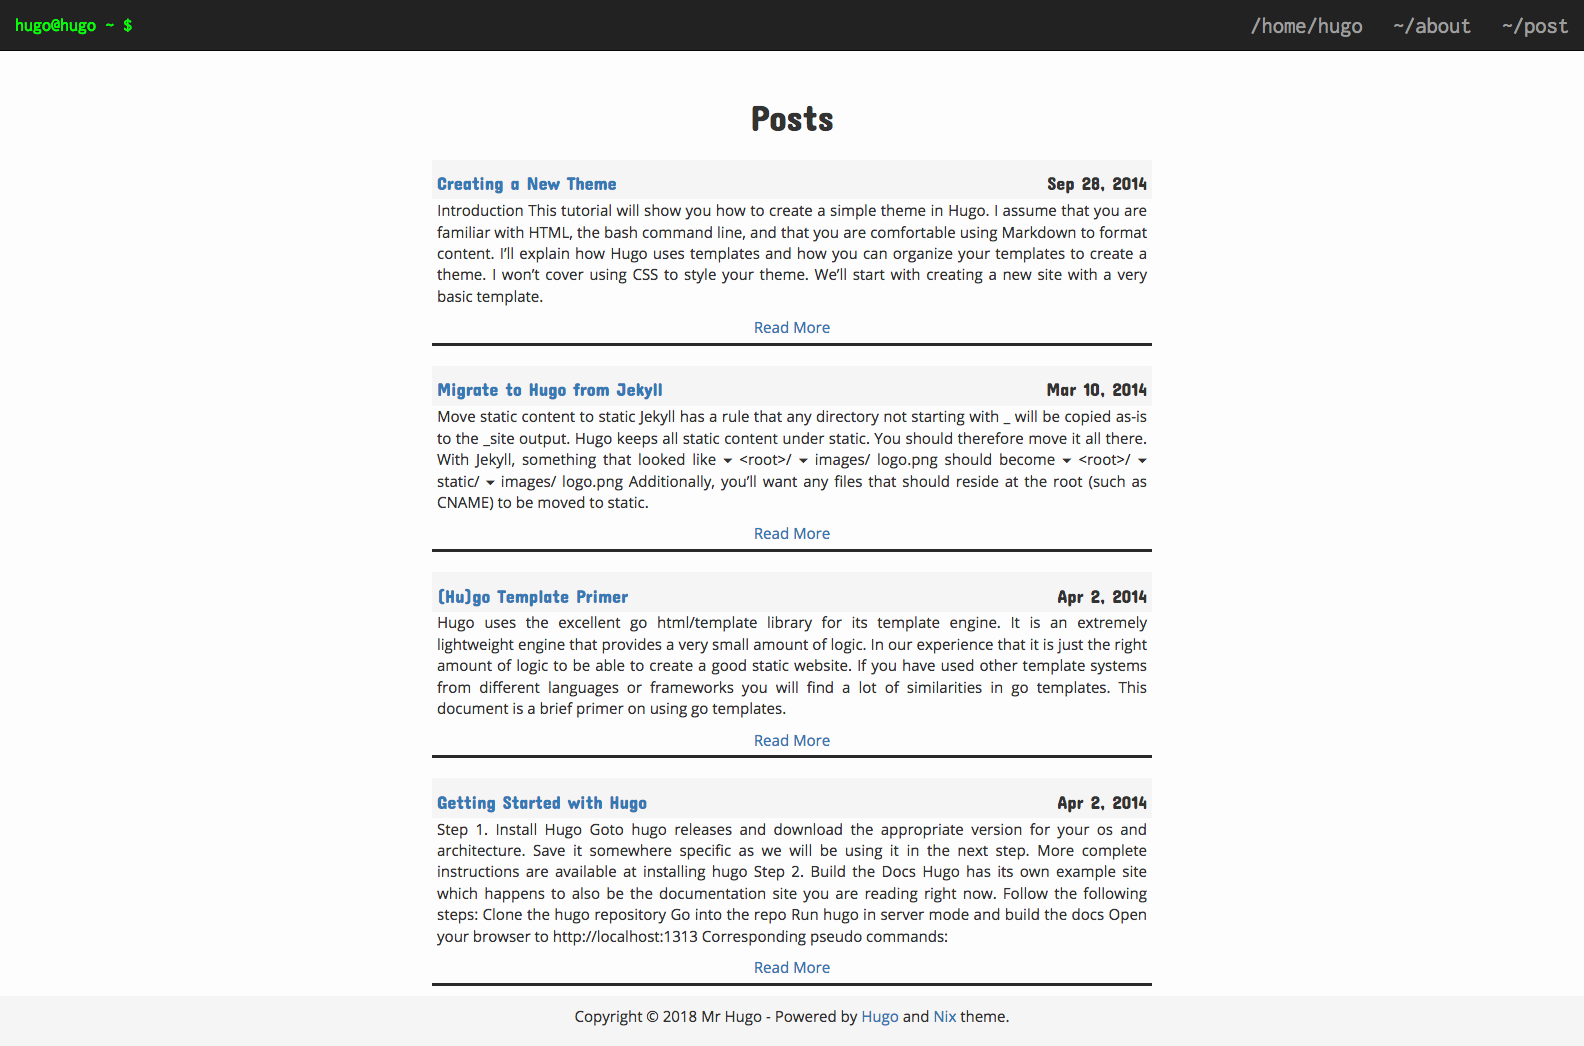 hugo@hugo ~ $
/home/hugo ~/about ~/post
Posts
Creating a New Theme Sep 28, 2014
Introduction This tutorial will show you how to create a simple theme in Hugo. I assume that you are
familiar with HTML, the bash command line, and that you are comfortable using Markdown to format
content. I’ll explain how Hugo uses templates and how you can organize your templates to create a
theme. I won’t cover using CSS to style your theme. We’ll start with creating a new site with a very
basic template.
Read More
Migrate to Hugo from Jekyll Mar 10, 2014
Move static content to static Jekyll has a rule that any directory not starting with _ will be copied as-is
to the _site output. Hugo keeps all static content under static. You should therefore move it all there.
With Jekyll, something that looked like ▾ <root>/ ▾ images/ logo.png should become ▾ <root>/ ▾
static/ ▾ images/ logo.png Additionally, you’ll want any files that should reside at the root (such as
CNAME) to be moved to static.
Read More
(Hu)go Template Primer Apr 2, 2014
Hugo uses the excellent go html/template library for its template engine. It is an extremely
lightweight engine that provides a very small amount of logic. In our experience that it is just the right
amount of logic to be able to create a good static website. If you have used other template systems
from different languages or frameworks you will find a lot of similarities in go templates. This
document is a brief primer on using go templates.
Read More
Getting Started with Hugo Apr 2, 2014
Step 1. Install Hugo Goto hugo releases and download the appropriate version for your os and
architecture. Save it somewhere specific as we will be using it in the next step. More complete
instructions are available at installing hugo Step 2. Build the Docs Hugo has its own example site
which happens to also be the documentation site you are reading right now. Follow the following
steps: Clone the hugo repository Go into the repo Run hugo in server mode and build the docs Open
your browser to http://localhost:1313 Corresponding pseudo commands:
Read More
Copyright © 2018 Mr Hugo - Powered by Hugo and Nix theme.